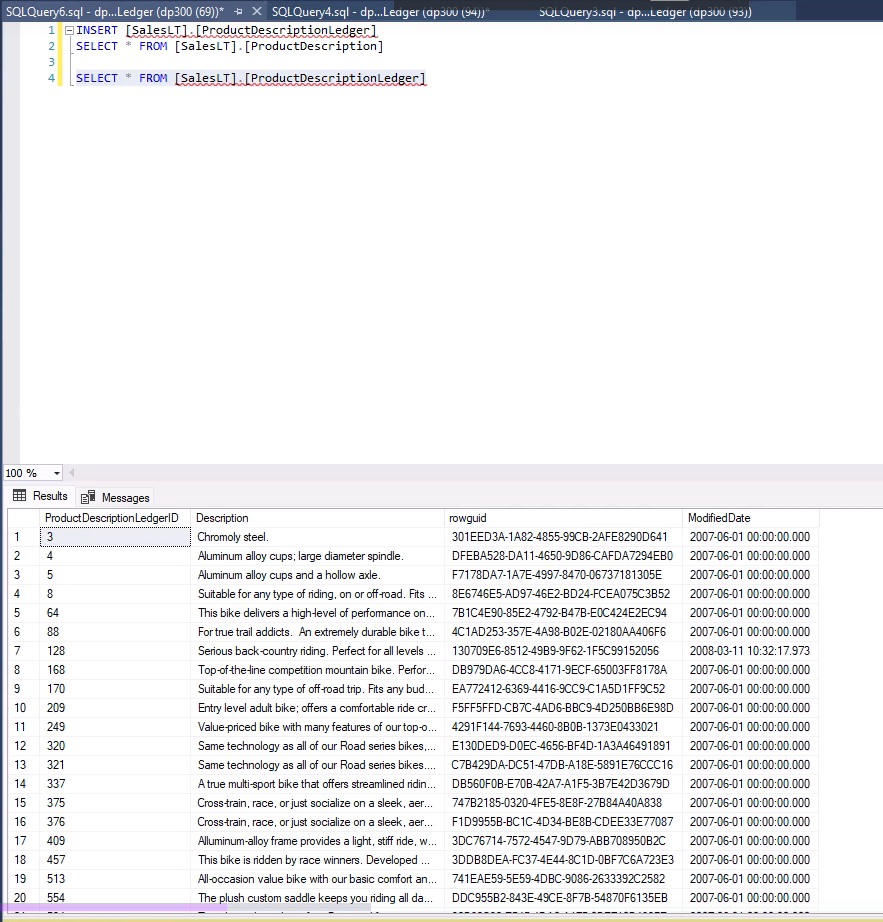 SQLQuery6.sql - dp...Ledger (dp300 (69))* SQLQuery4.sql - dp...Ledger (dp300 (94))* SQLQuery3.sql - dp...Ledger (dp300 (93))
1 INSERT [SalesLT].[ProductDescriptionLedger]
2 SELECT * FROM [SalesLT].[ProductDescription]
3
4 SELECT * FROM [SalesLT].[ProductDescriptionLedger]
100 %
Results Messages
ProductDescriptionLedgerID Description rowguid ModifiedDate
1 3 Chromoly steel. 301EED3A-1A82-4855-99CB-2AFE8290D641 2007-06-01 00:00:00.000
2 4 Aluminum alloy cups; large diameter spindle. DFEBA528-DA11-4650-9D86-CAFDA7294EB0 2007-06-01 00:00:00.000
3 5 Aluminum alloy cups and a hollow axle. F7178DA7-1A7E-4997-8470-06737181305E 2007-06-01 00:00:00.000
4 8 Suitable for any type of riding, on or off-road. Fits ... 8E6746E5-AD97-46E2-BD24-FCEA075C3B52 2007-06-01 00:00:00.000
5 64 This bike delivers a high-level of performance on... 7B1C4E90-85E2-4792-B47B-E0C424E2EC94 2007-06-01 00:00:00.000
6 88 For true trail addicts.  An extremely durable bike t... 4C1AD253-357E-4A98-B02E-02180AA406F6 2007-06-01 00:00:00.000
7 128 Serious back-country riding. Perfect for all levels ... 130709E6-8512-49B9-9F62-1F5C99152056 2008-03-11 10:32:17.973
8 168 Top-of-the-line competition mountain bike. Perfor... DB979DA6-4CC8-4171-9ECF-65003FF8178A 2007-06-01 00:00:00.000
9 170 Suitable for any type of off-road trip. Fits any bud... EA772412-6369-4416-9CC9-C1A5D1FF9C52 2007-06-01 00:00:00.000
10 209 Entry level adult bike; offers a comfortable ride cr... F5FF5FFD-CB7C-4AD6-BBC9-4D250BB6E98D 2007-06-01 00:00:00.000
11 249 Value-priced bike with many features of our top-o... 4291F144-7693-4460-8B0B-1373E0433021 2007-06-01 00:00:00.000
12 320 Same technology as all of our Road series bikes,... E130DED9-D0EC-4656-BF4D-1A3A46491891 2007-06-01 00:00:00.000
13 321 Same technology as all of our Road series bikes.... C7B429DA-DC51-47DB-A18E-5891E76CCC16 2007-06-01 00:00:00.000
14 337 A true multi-sport bike that offers streamlined ridin... DB560F0B-E70B-42A7-A1F5-3B7E42D3679D 2007-06-01 00:00:00.000
15 375 Cross-train, race, or just socialize on a sleek, aer... 747B2185-0320-4FE5-8E8F-27B84A40A838 2007-06-01 00:00:00.000
16 376 Cross-train, race, or just socialize on a sleek, aer... F1D9955B-BC1C-4D34-BE8B-CDEE33E77087 2007-06-01 00:00:00.000
17 409 Alluminum-alloy frame provides a light, stiff ride, w... 3DC76714-7572-4547-9D79-ABB708950B2C 2007-06-01 00:00:00.000
18 457 This bike is ridden by race winners. Developed ... 3DDB8DEA-FC37-4E44-8C1D-0BF7C6A723E3 2007-06-01 00:00:00.000
19 513 All-occasion value bike with our basic comfort an... 741EAE59-5E59-4DBC-9086-2633392C2582 2007-06-01 00:00:00.000
20 554 The plush custom saddle keeps you riding all da... DDC955B2-843E-49CE-8F7B-54870F6135EB 2007-06-01 00:00:00.000